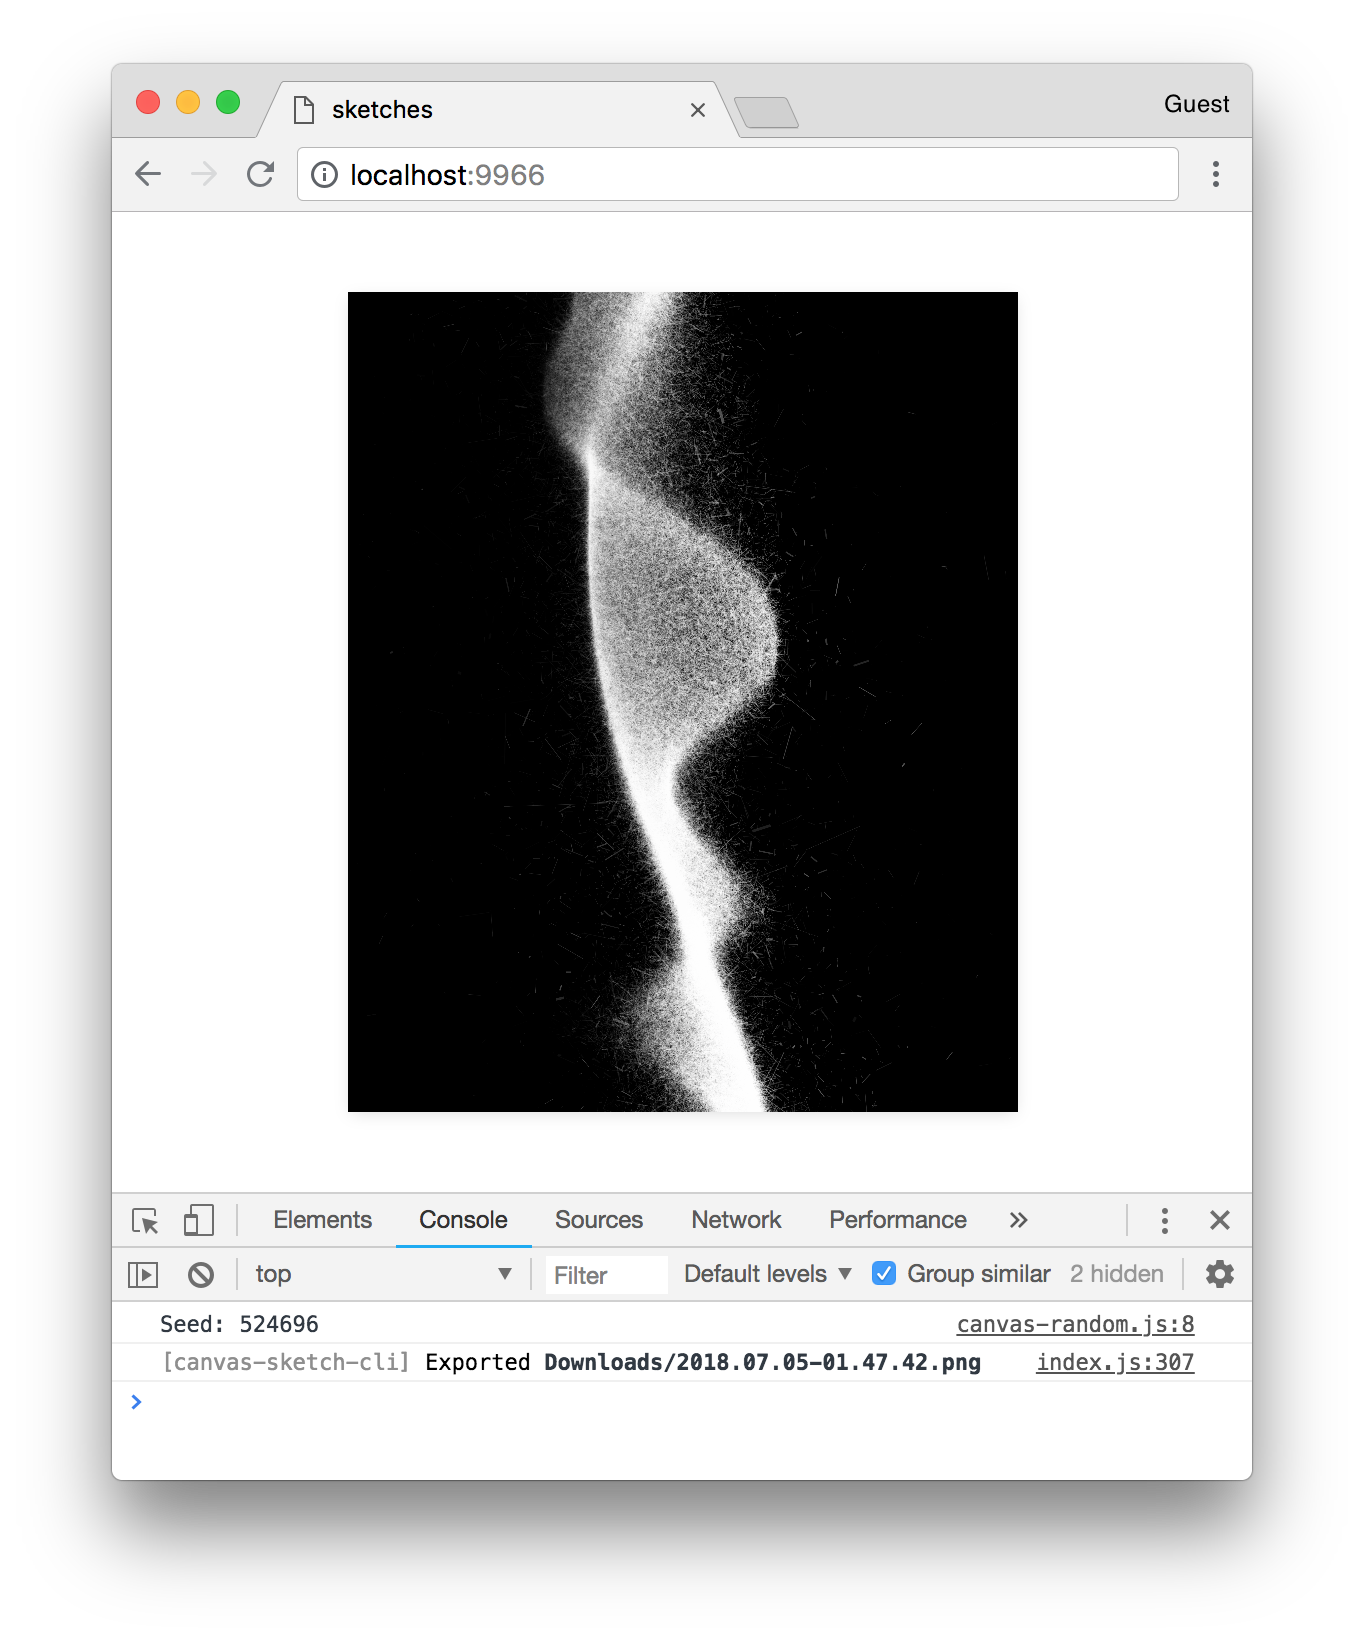 sketches
Guest
localhost:9966
Elements Console Sources Network Performance »
top Filter Default levels Group similar 2 hidden
Seed: 524696 canvas-random.js:8
[canvas-sketch-cli] Exported Downloads/2018.07.05-01.47.42.png index.js:307